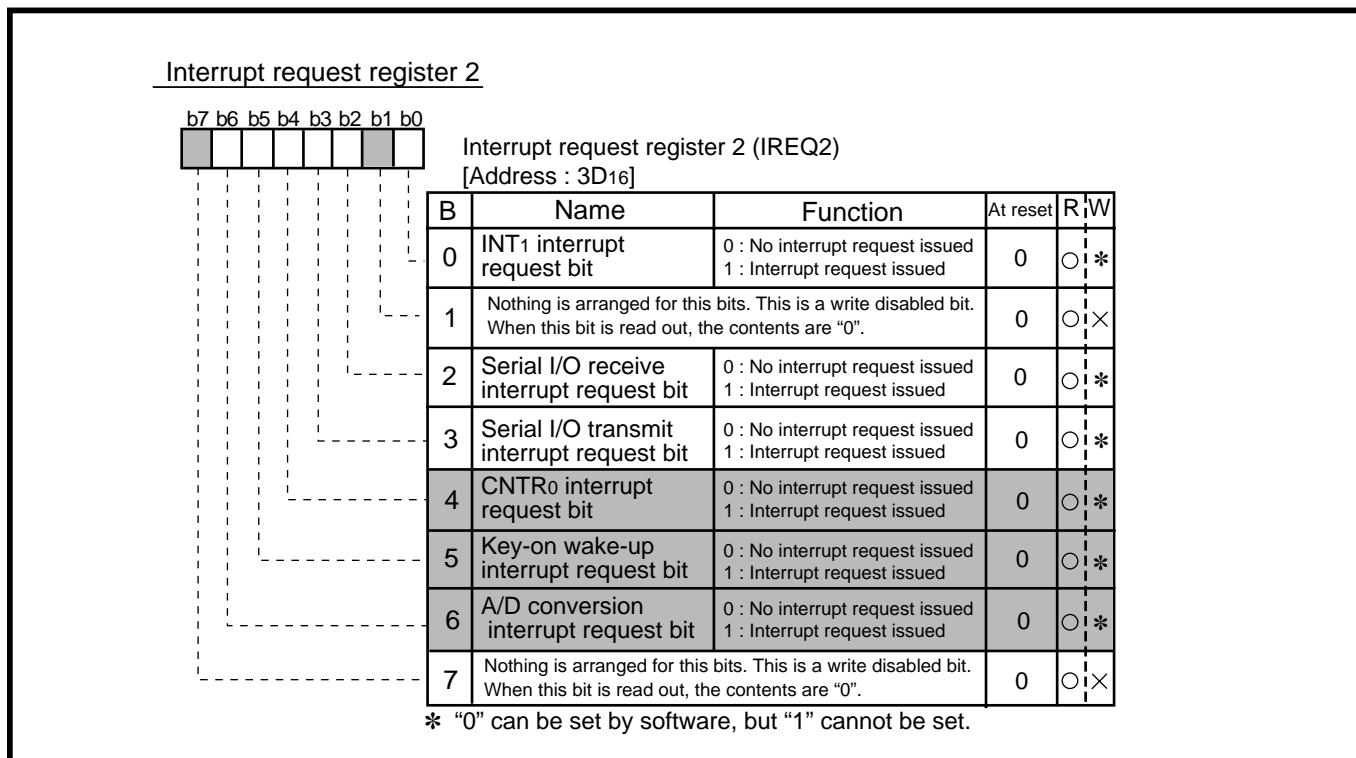 Interrupt request register 2
b7 b6 b5 b4 b3 b2 b1 b0
Interrupt request register 2 (IREQ2)
[Address : 3D16]
B Name Function At reset R W
0 INT1 interrupt request bit 0 : No interrupt request issued
1 : Interrupt request issued 0 ○ ✻
1 Nothing is arranged for this bits. This is a write disabled bit.
When this bit is read out, the contents are “0”. 0 ○ ×
2 Serial I/O receive interrupt request bit 0 : No interrupt request issued
1 : Interrupt request issued 0 ○ ✻
3 Serial I/O transmit interrupt request bit 0 : No interrupt request issued
1 : Interrupt request issued 0 ○ ✻
4 CNTR0 interrupt request bit 0 : No interrupt request issued
1 : Interrupt request issued 0 ○ ✻
5 Key-on wake-up interrupt request bit 0 : No interrupt request issued
1 : Interrupt request issued 0 ○ ✻
6 A/D conversion interrupt request bit 0 : No interrupt request issued
1 : Interrupt request issued 0 ○ ✻
7 Nothing is arranged for this bits. This is a write disabled bit.
When this bit is read out, the contents are “0”. 0 ○ ×
✻ “0” can be set by software, but “1” cannot be set.